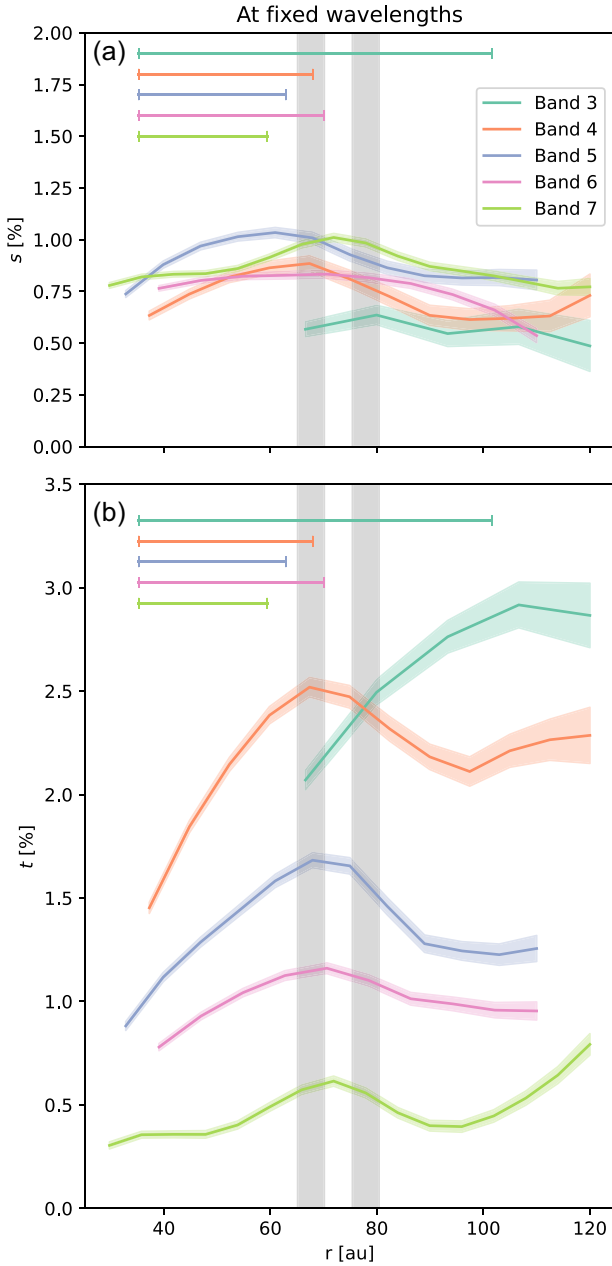 At fixed wavelengths
(a)
2.00
1.75
1.50
1.25
1.00
0.75
0.50
0.25
0.00
s [%]
Band 3
Band 4
Band 5
Band 6
Band 7
(b)
3.5
3.0
2.5
2.0
1.5
1.0
0.5
0.0
t [%]
40 60 80 100 120
r [au]